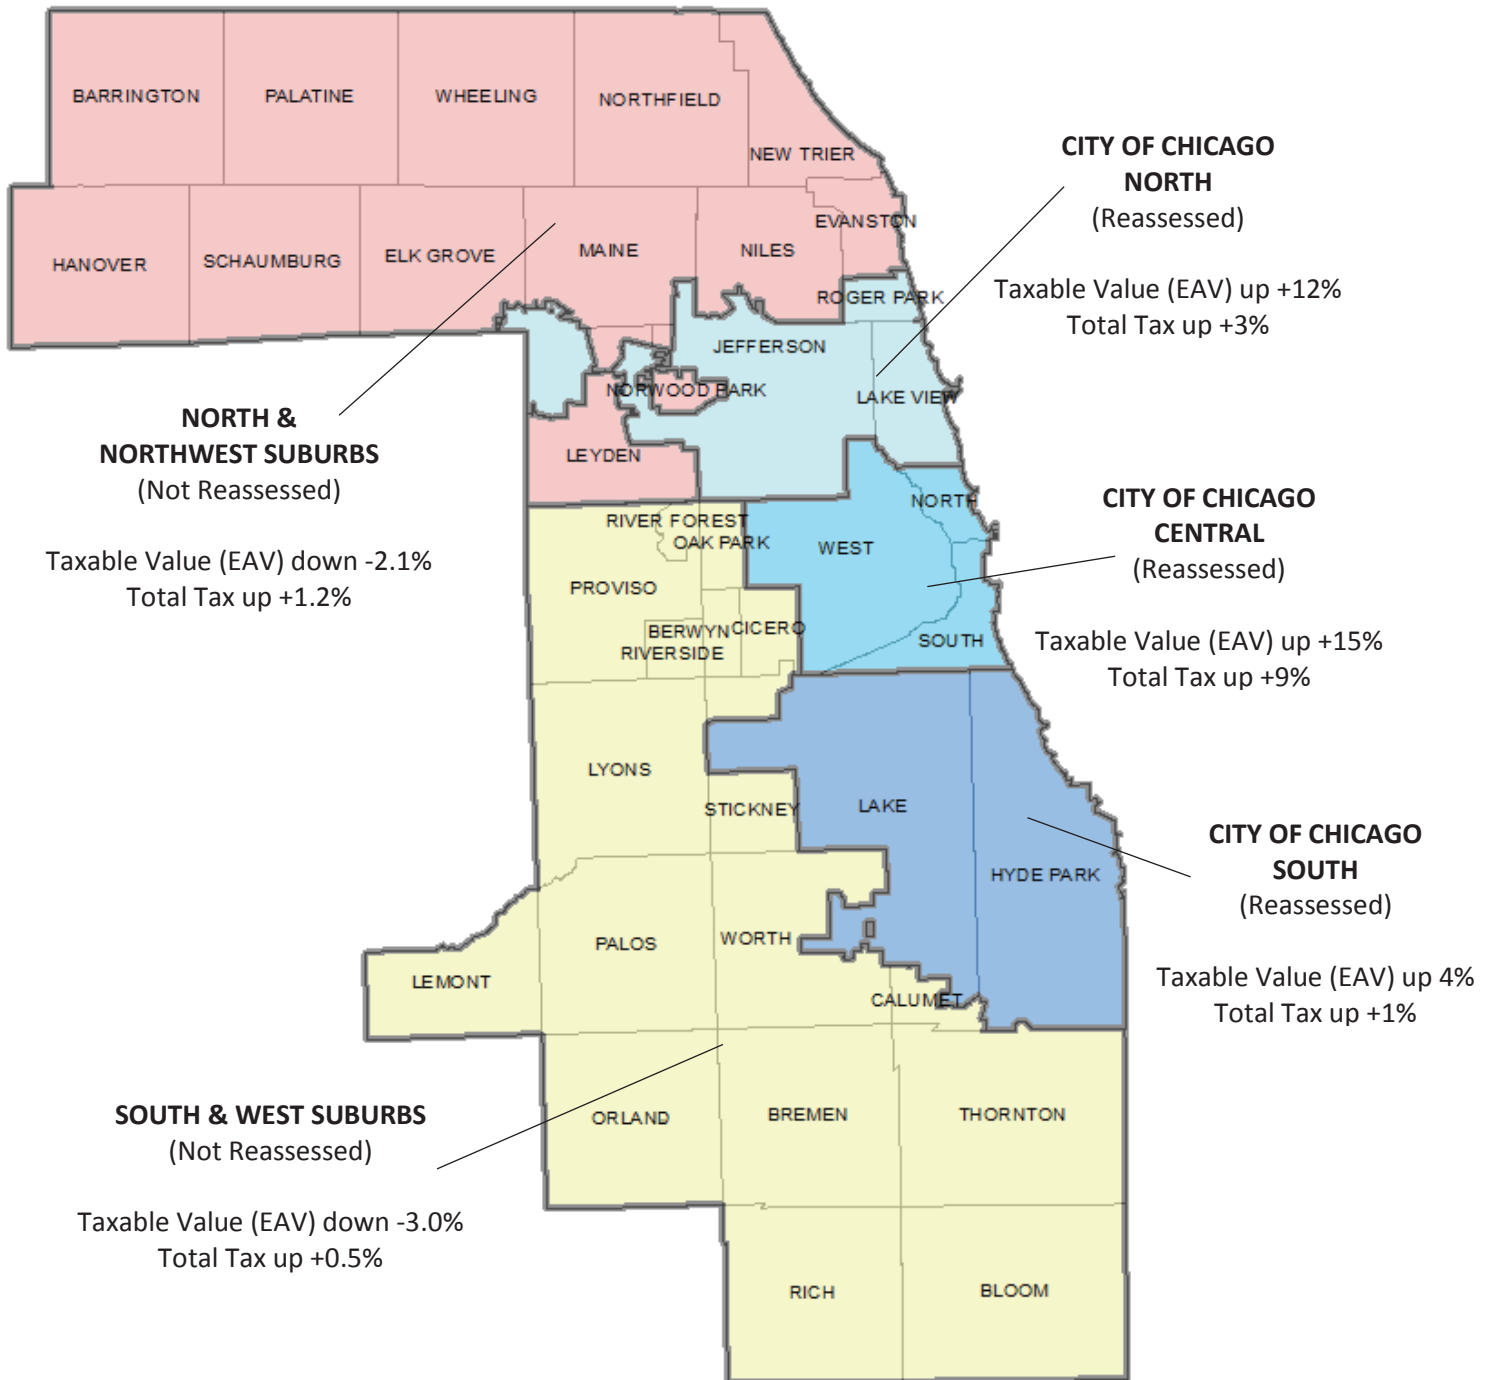 BARRINGTON
PALATINE
WHEELING
NORTHFIELD
NEW TRIER
HANOVER
SCHAUMBURG
ELK GROVE
MAINE
NILES
EVANSTON
ROGER PARK
JEFFERSON
NORWOOD PARK
LAKE VIEW
LEYDEN
CITY OF CHICAGO
NORTH
(Reassessed)
Taxable Value (EAV) up +12%
Total Tax up +3%
NORTH &
NORTHWEST SUBURBS
(Not Reassessed)
Taxable Value (EAV) down -2.1%
Total Tax up +1.2%
RIVER FOREST
OAK PARK
PROVISO
BERWYN
CICERO
RIVERSIDE
NORTH
WEST
SOUTH
CITY OF CHICAGO
CENTRAL
(Reassessed)
Taxable Value (EAV) up +15%
Total Tax up +9%
LYONS
STICKNEY
LAKE
HYDE PARK
CITY OF CHICAGO
SOUTH
(Reassessed)
Taxable Value (EAV) up 4%
Total Tax up +1%
PALOS
WORTH
LEMONT
CALUMET
SOUTH & WEST SUBURBS
(Not Reassessed)
Taxable Value (EAV) down -3.0%
Total Tax up +0.5%
ORLAND
BREMEN
THORNTON
RICH
BLOOM